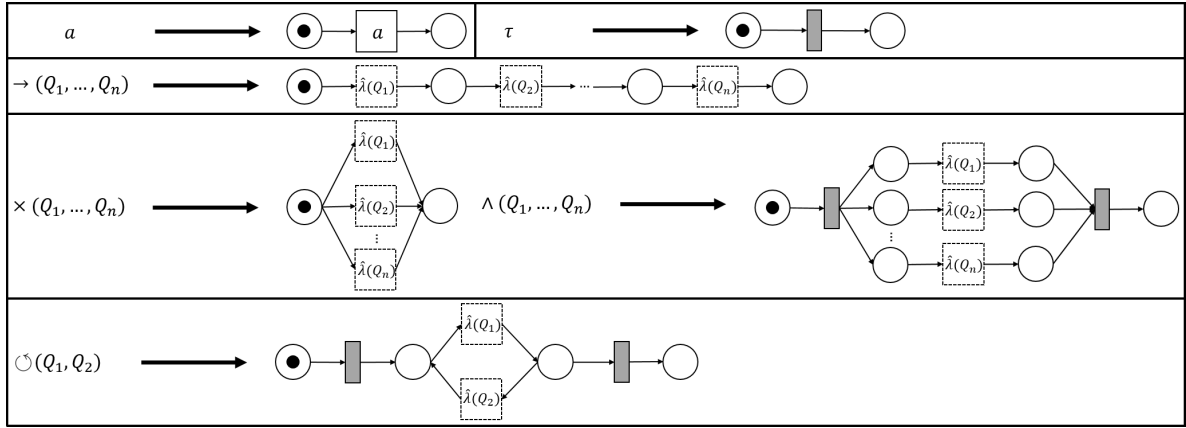 a
a
τ
→ (Q₁, …, Qₙ)
λ̂(Q₁)
λ̂(Q₂)
…
λ̂(Qₙ)
× (Q₁, …, Qₙ)
λ̂(Q₁)
λ̂(Q₂)
⋮
λ̂(Qₙ)
∧ (Q₁, …, Qₙ)
λ̂(Q₁)
λ̂(Q₂)
⋮
λ̂(Qₙ)
↺ (Q₁, Q₂)
λ̂(Q₁)
λ̂(Q₂)